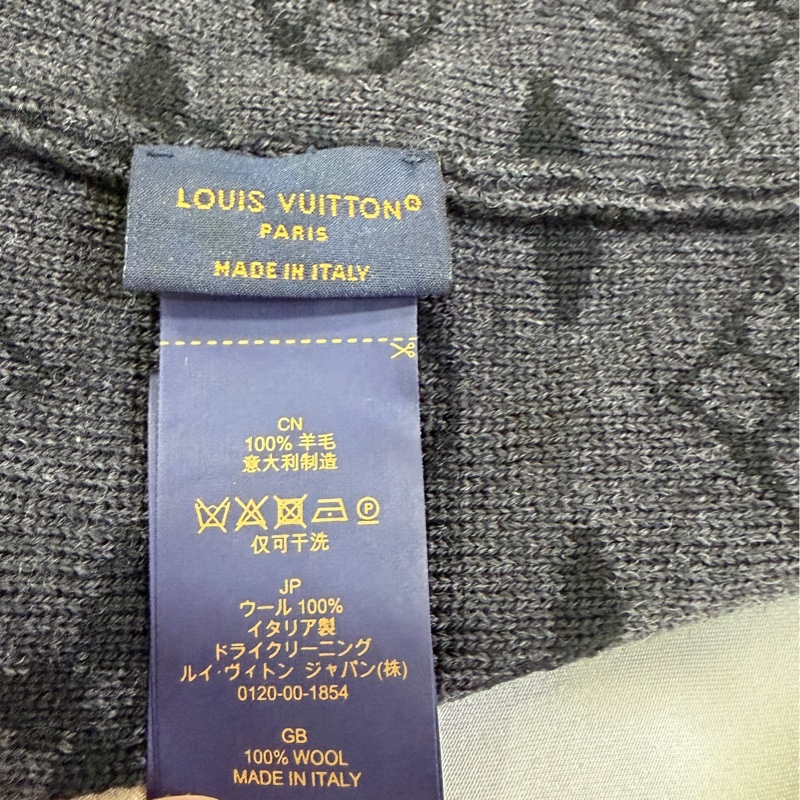 LOUIS VUITTON®
PARIS
MADE IN ITALY
CN
100% 羊毛
意大利制造
P
仅可干洗
JP
ウール 100%
イタリア製
ドライクリーニング
ルイ・ヴィトン ジャパン(株)
0120-00-1854
GB
100% WOOL
MADE IN ITALY